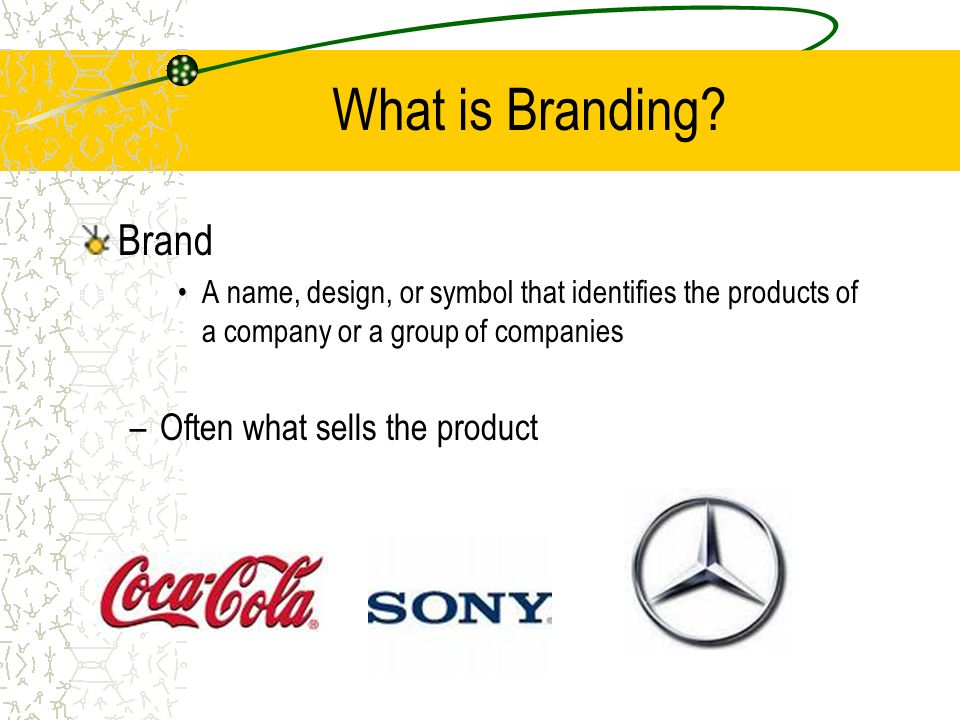 What is Branding?
Brand
• A name, design, or symbol that identifies the products of
a company or a group of companies
– Often what sells the product
Coca-Cola®
SONY.